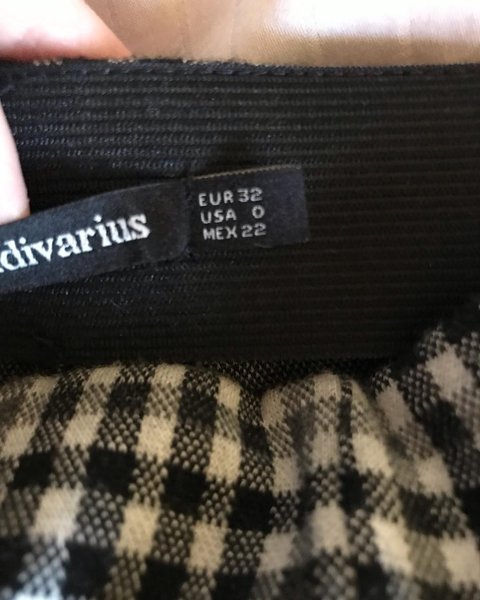 divarius
EUR 32
USA 0
MEX 22